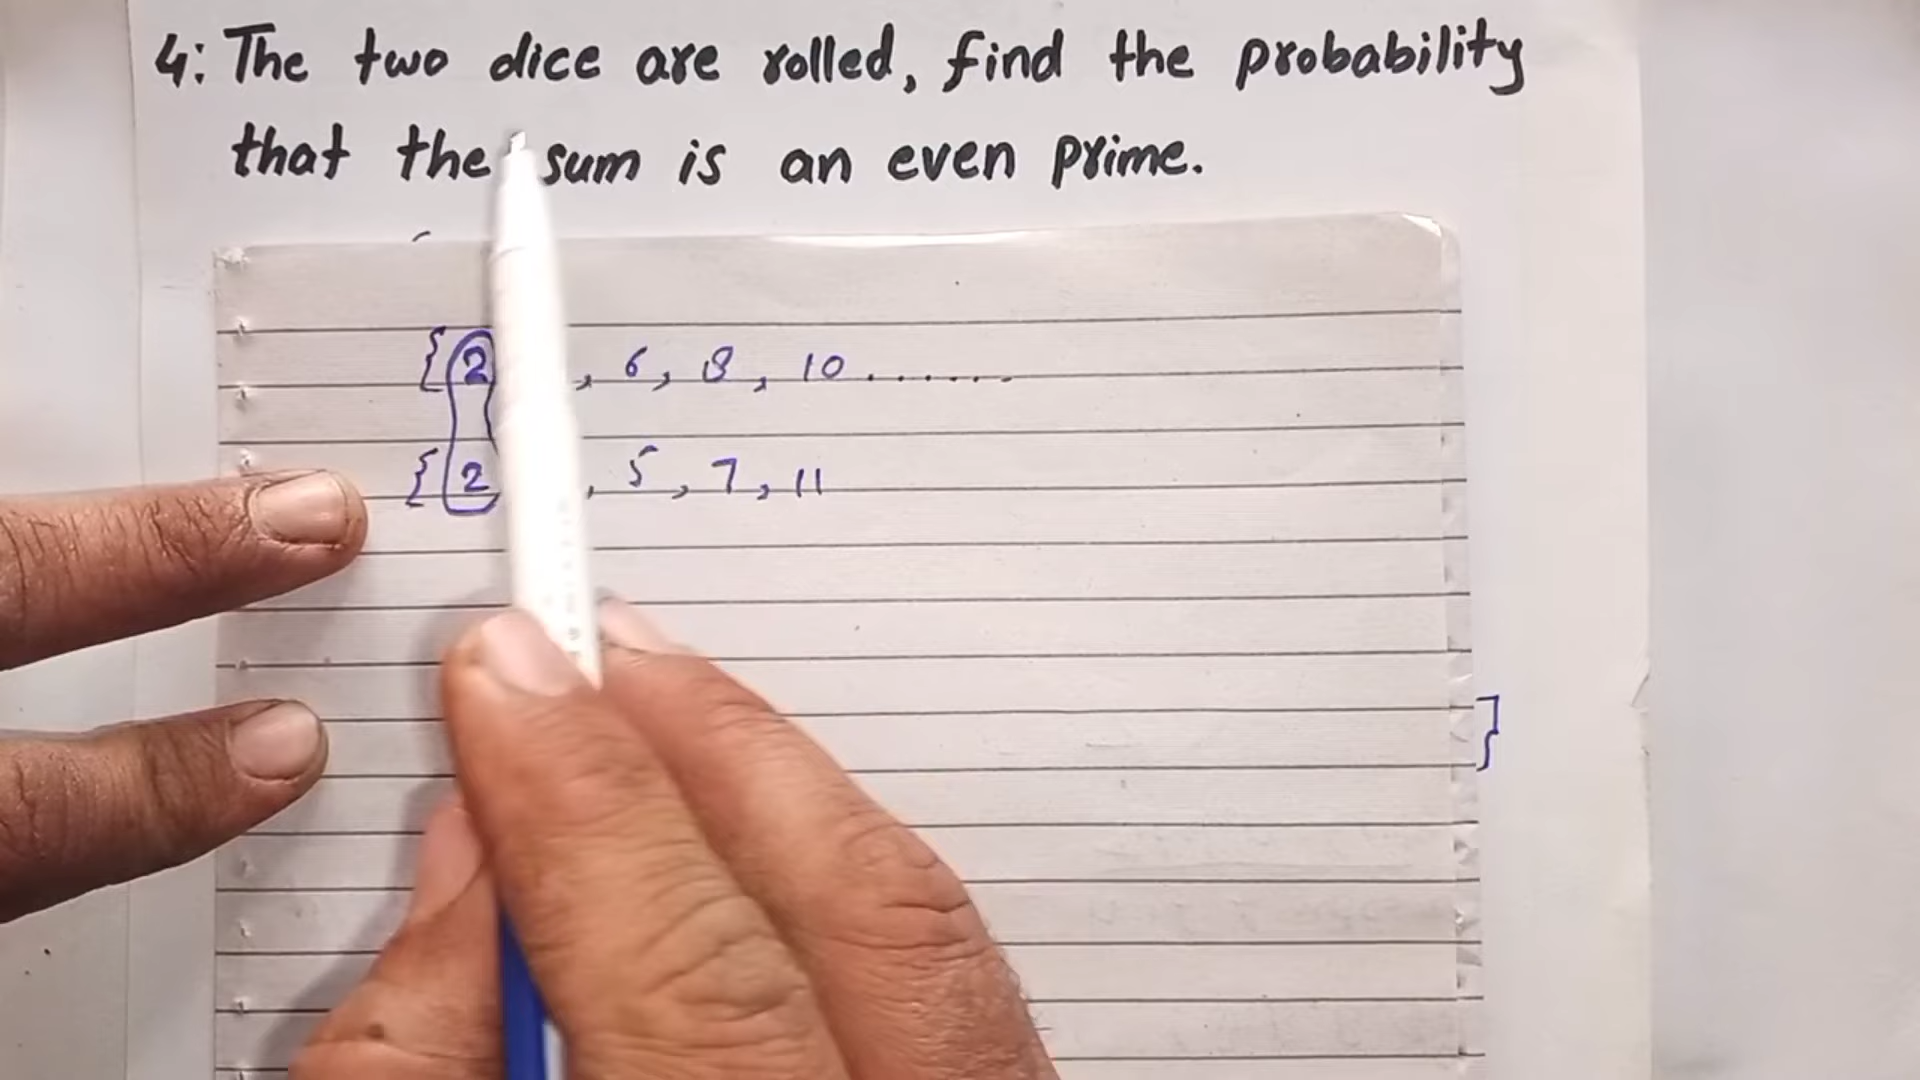 4: The two dice are rolled, find the probability
that the sum is an even prime.
{2 , 6, 8, 10.......
{2 , 5, 7, 11
}